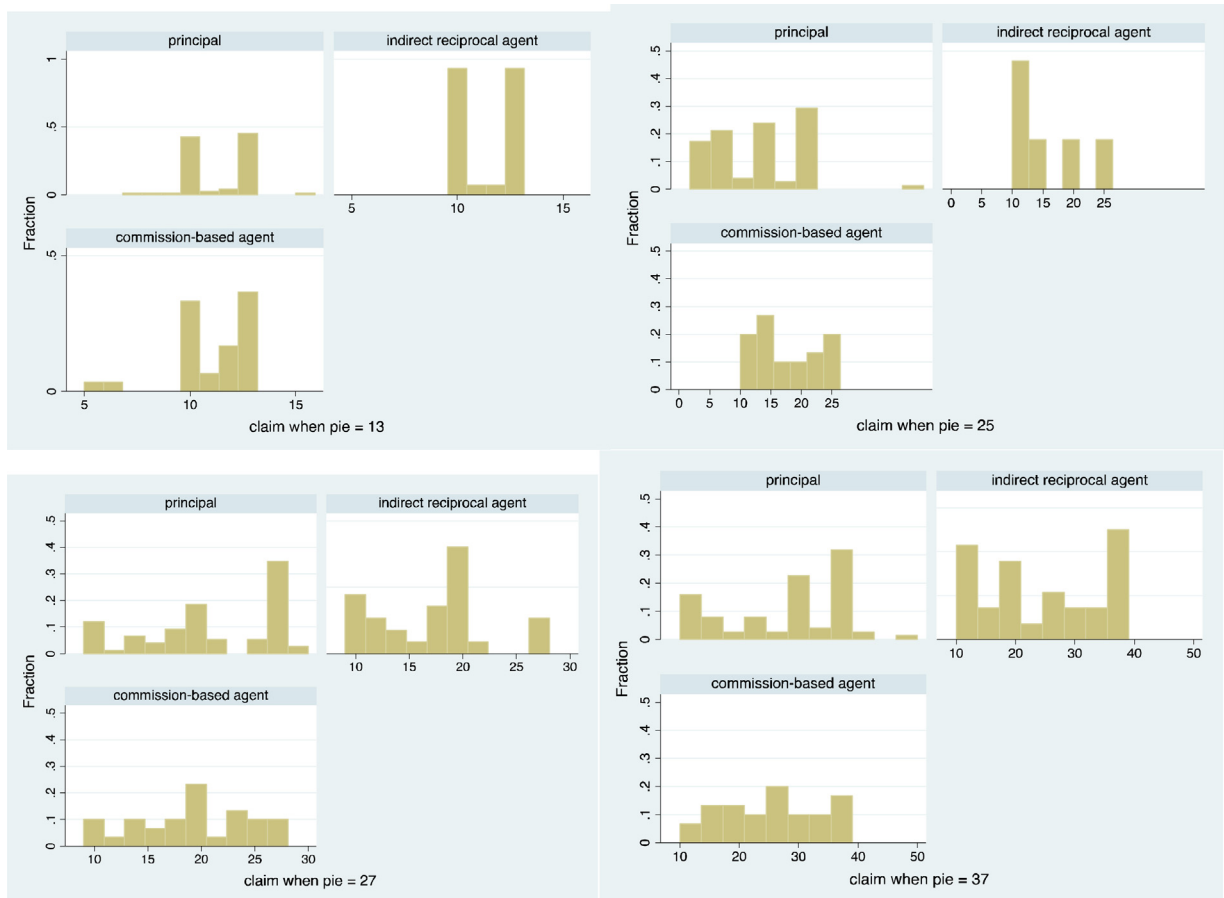 principal indirect reciprocal agent
1
.5
0
5 10 15
commission-based agent
.5
0
5 10 15
Fraction
claim when pie = 13
principal indirect reciprocal agent
.5
.4
.3
.2
.1
0
0 5 10 15 20 25
commission-based agent
.5
.4
.3
.2
.1
0
0 5 10 15 20 25
Fraction
claim when pie = 25
principal indirect reciprocal agent
.5
.4
.3
.2
.1
0
10 15 20 25 30
commission-based agent
.5
.4
.3
.2
.1
0
10 15 20 25 30
Fraction
claim when pie = 27
principal indirect reciprocal agent
.5
.4
.3
.2
.1
0
10 20 30 40 50
commission-based agent
.5
.4
.3
.2
.1
0
10 20 30 40 50
Fraction
claim when pie = 37